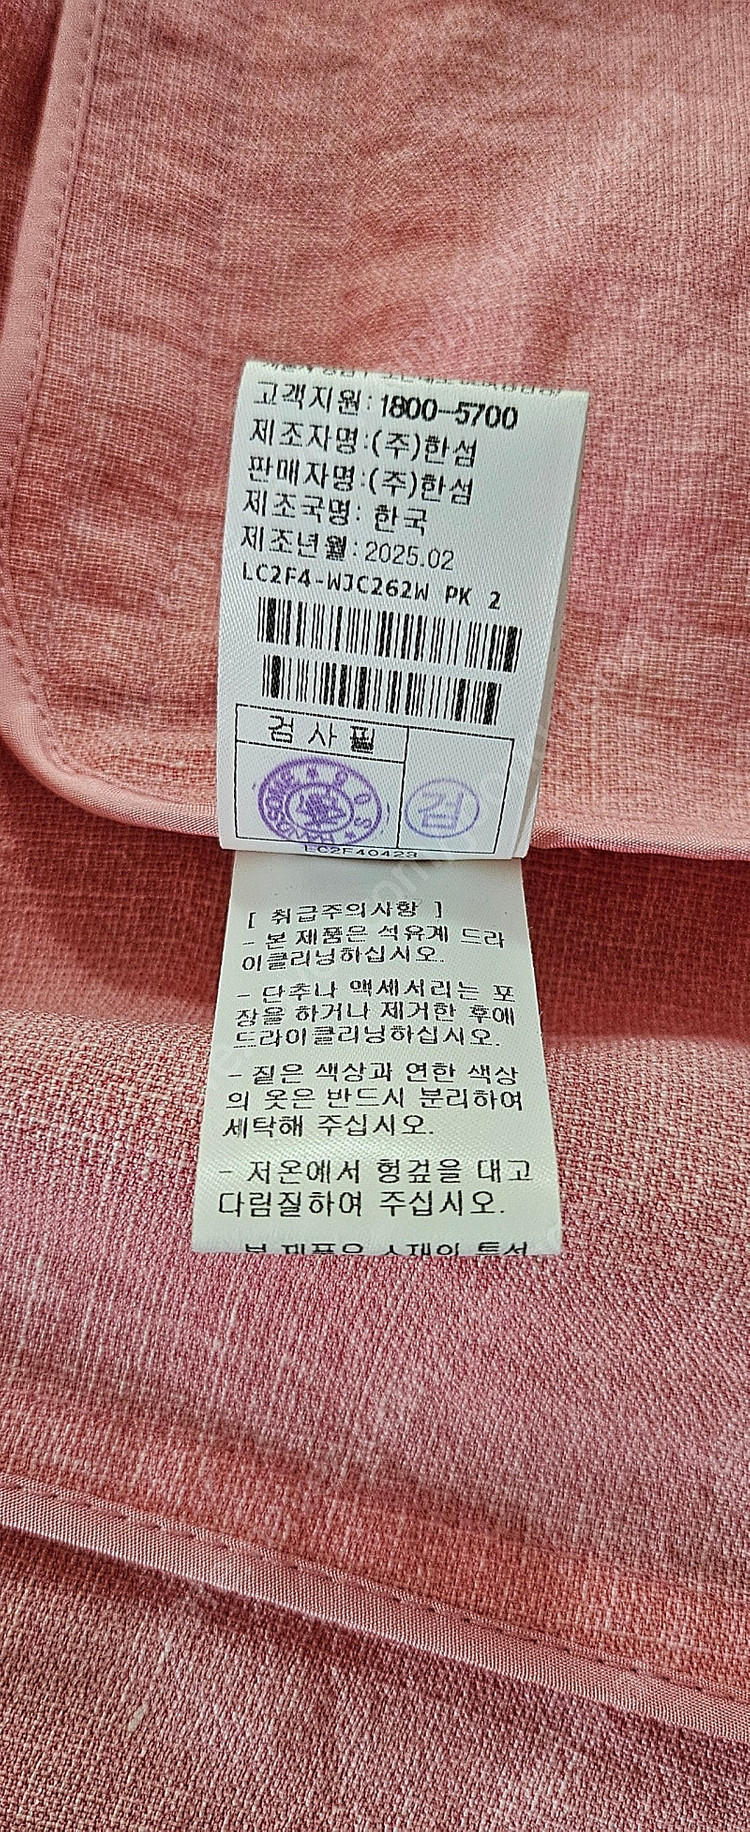 고객지원: 1800-5700
제조자명:(주)한섬
판매자명:(주)한섬
제조국명: 한국
제조년월: 2025.02
LC2F4-WJC262W PK 2
검사필
검
[ 취급주의사항 ]
- 본 제품은 석유계 드라
이클리닝하십시오.
- 단추나 액세서리는 포
장을 하거나 제거한 후에
드라이클리닝하십시오.
- 짙은 색상과 연한 색상
의 옷은 반드시 분리하여
세탁해 주십시오.
- 저온에서 헝겊을 대고
다림질하여 주십시오.